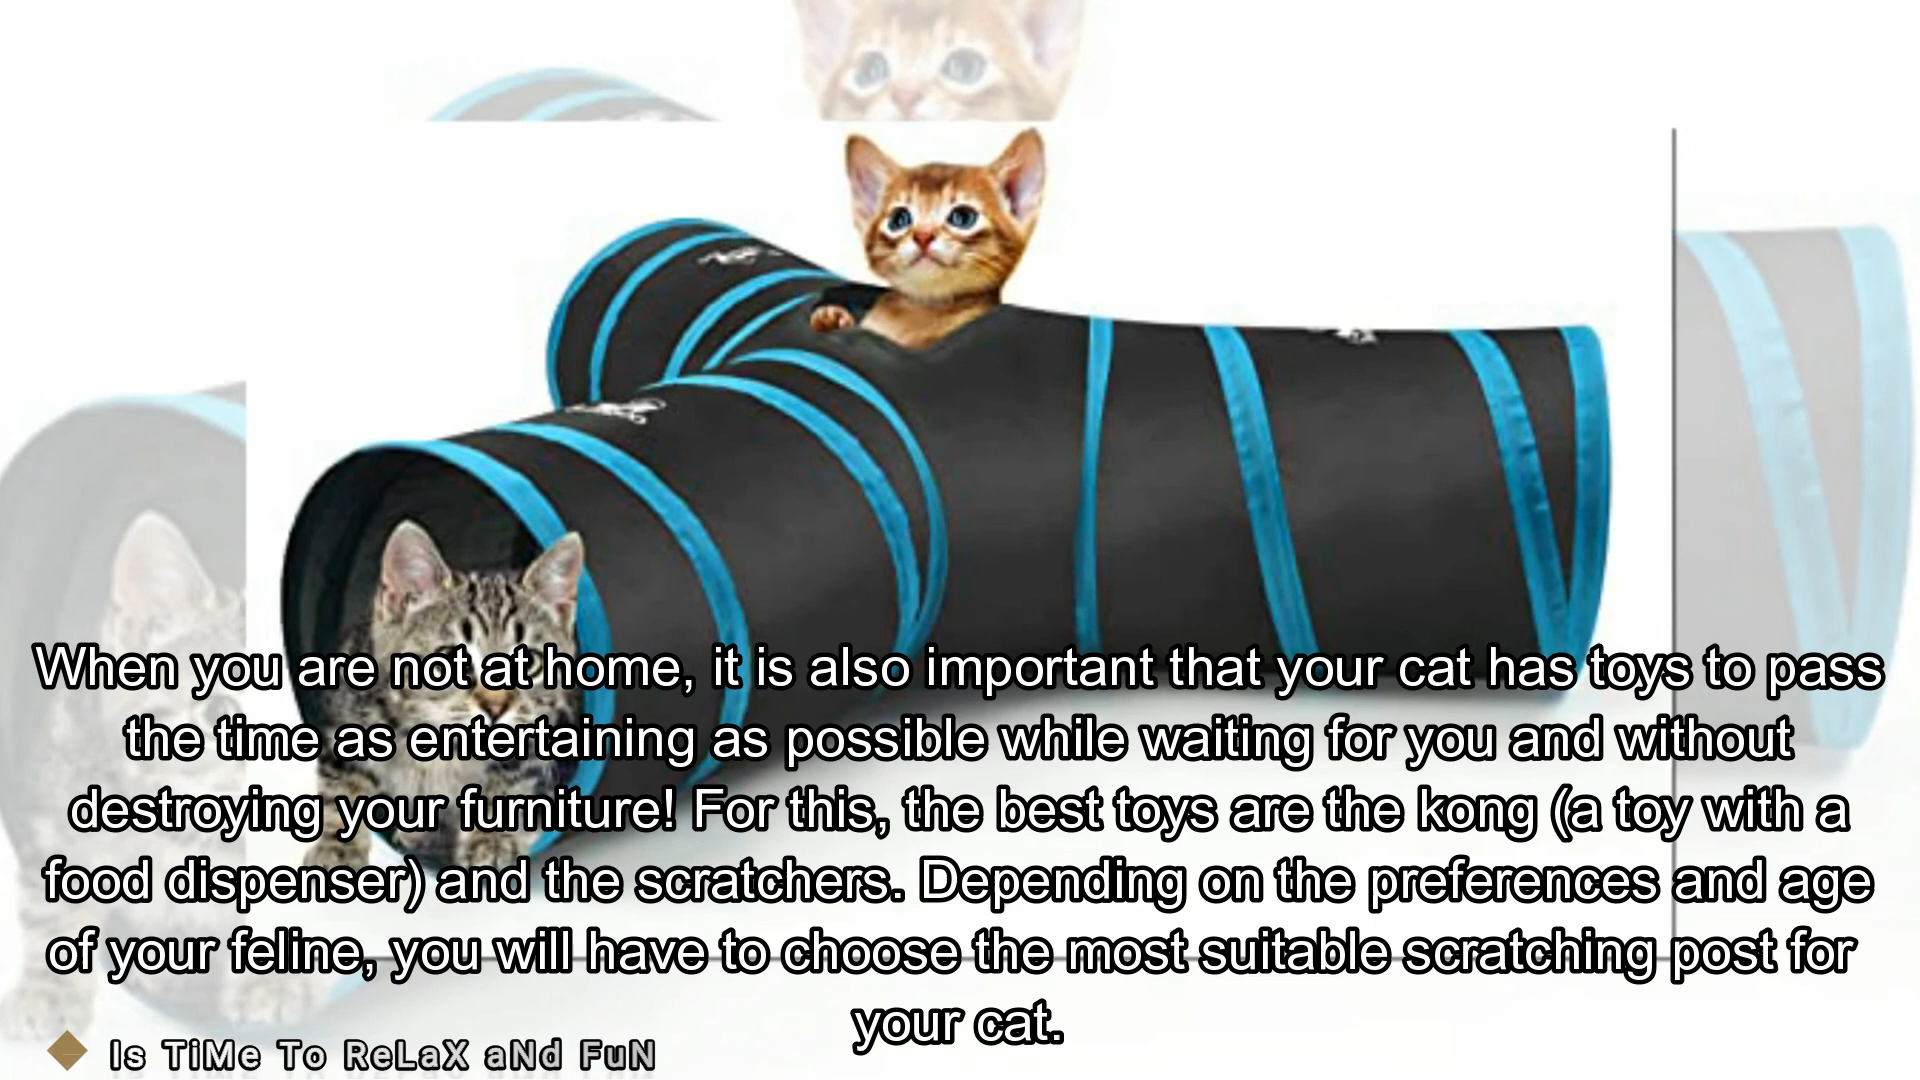 When you are not at home, it is also important that your cat has toys to pass
the time as entertaining as possible while waiting for you and without
destroying your furniture! For this, the best toys are the kong (a toy with a
food dispenser) and the scratchers. Depending on the preferences and age
of your feline, you will have to choose the most suitable scratching post for
your cat.
Is TiMe To ReLaX aNd FuN